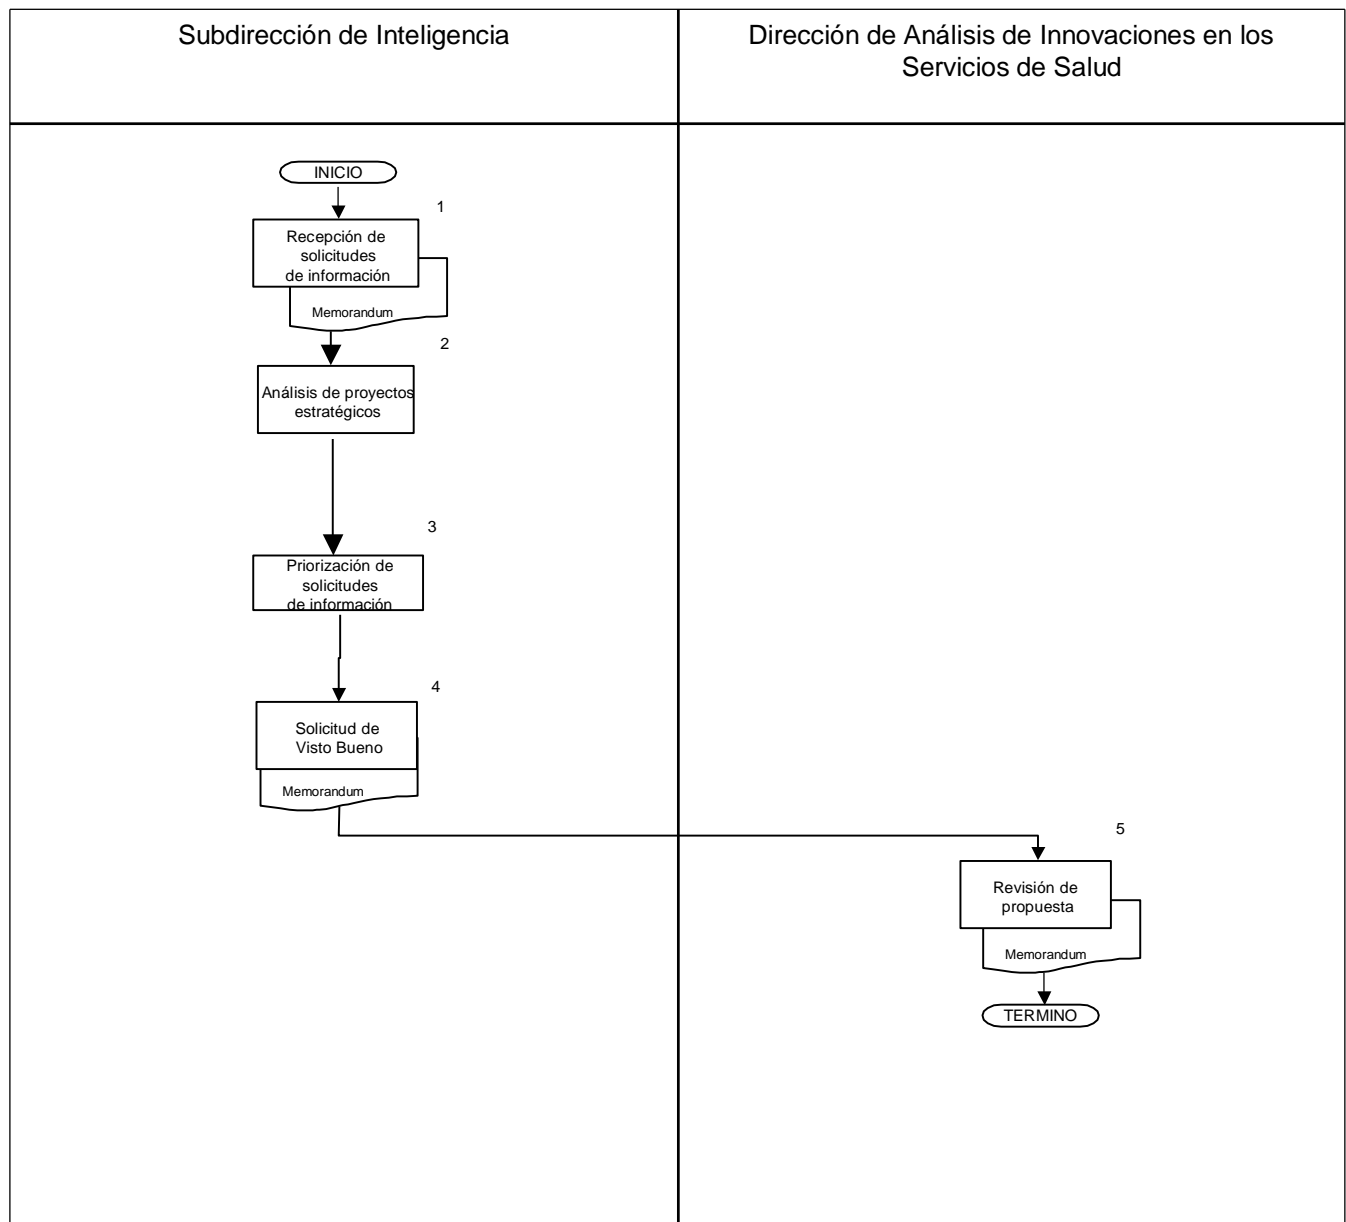 Subdirección de Inteligencia
Dirección de Análisis de Innovaciones en los
Servicios de Salud
INICIO
1
Recepción de
solicitudes
de información
Memorandum
2
Análisis de proyectos
estratégicos
3
Priorización de
solicitudes
de información
4
Solicitud de
Visto Bueno
Memorandum
5
Revisión de
propuesta
Memorandum
TERMINO